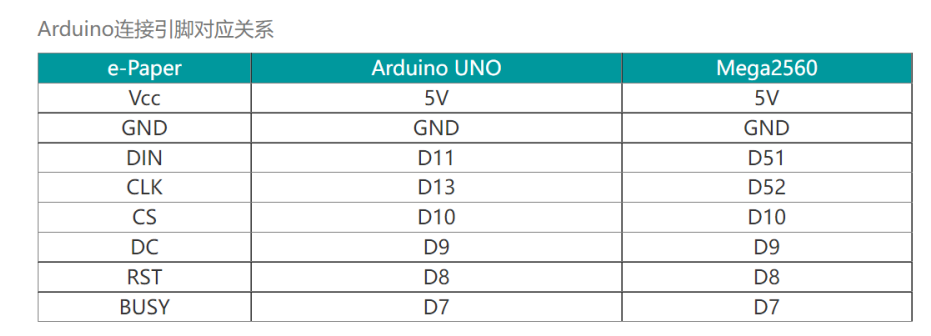 Arduino连接引脚对应关系
e-Paper Arduino UNO Mega2560
Vcc 5V 5V
GND GND GND
DIN D11 D51
CLK D13 D52
CS D10 D10
DC D9 D9
RST D8 D8
BUSY D7 D7